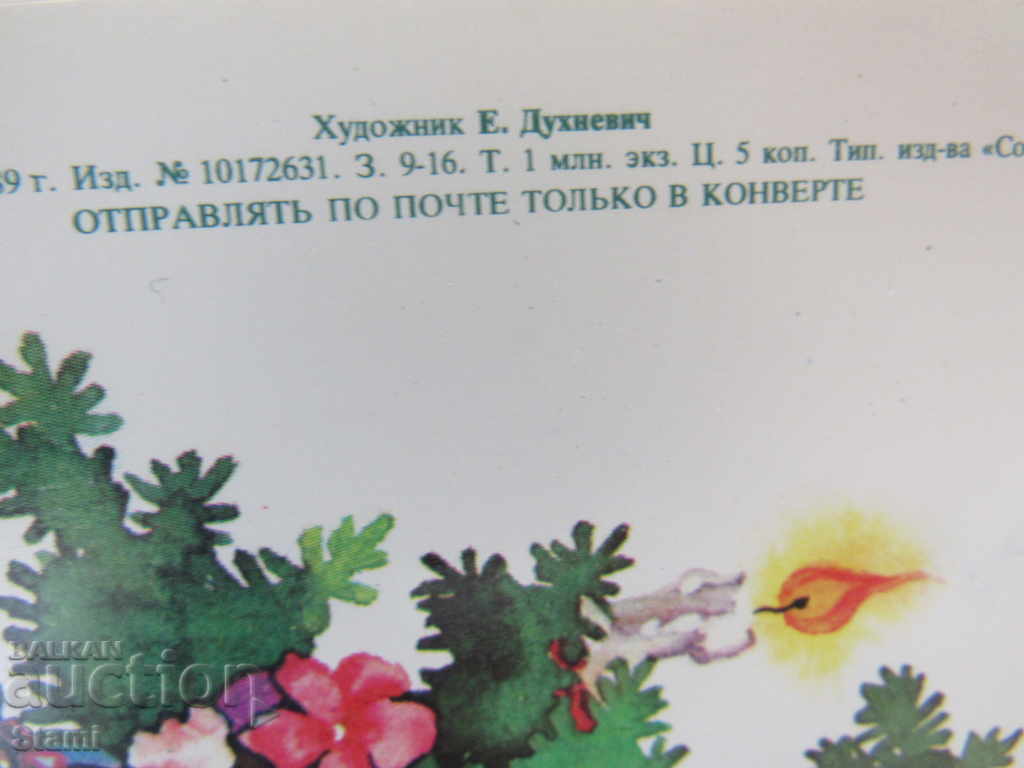 Художник Е. Духневич
89 г. Изд. № 10172631. З. 9-16. Т. 1 млн. экз. Ц. 5 коп. Тип. изд-ва «Со
ОТПРАВЛЯТЬ ПО ПОЧТЕ ТОЛЬКО В КОНВЕРТЕ
BALKAN
auction
Stami